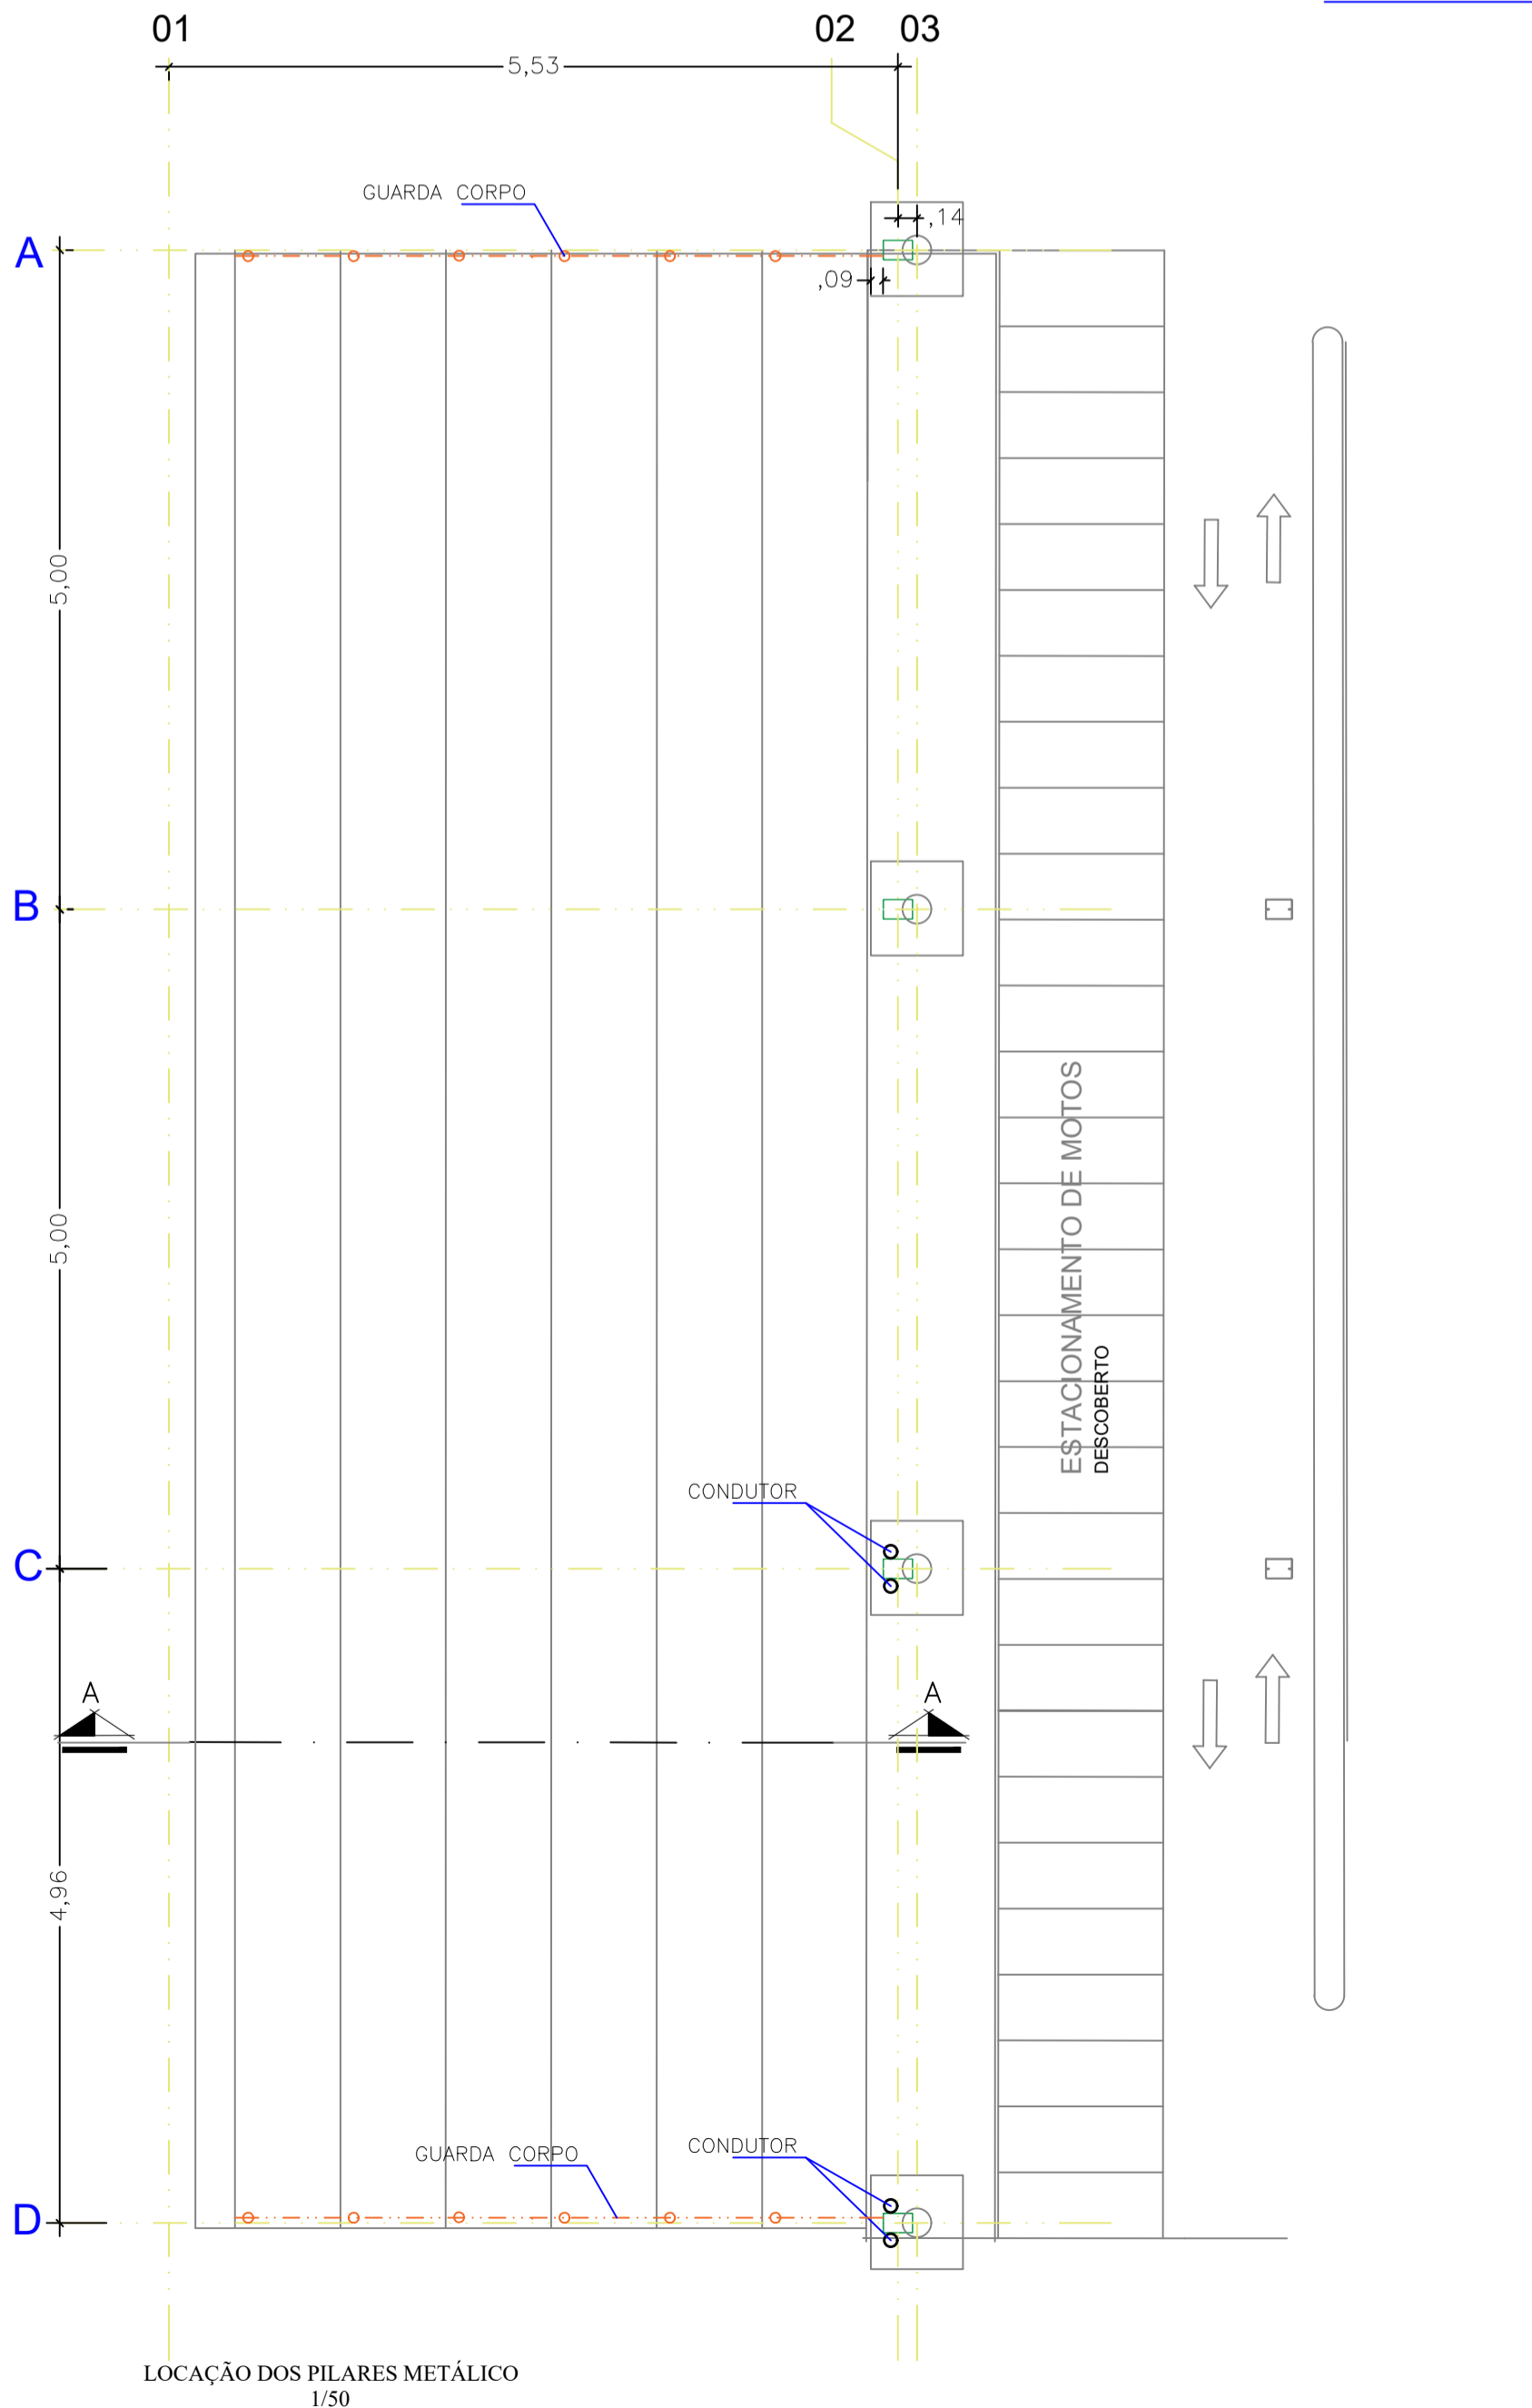 01
02
03
5,53
GUARDA CORPO
,14
A
,09
5,00
B
5,00
ESTACIONAMENTO DE MOTOS
DESCOBERTO
CONDUTOR
C
A
A
4,96
GUARDA CORPO
CONDUTOR
D
LOCAÇÃO DOS PILARES METÁLICO
1/50